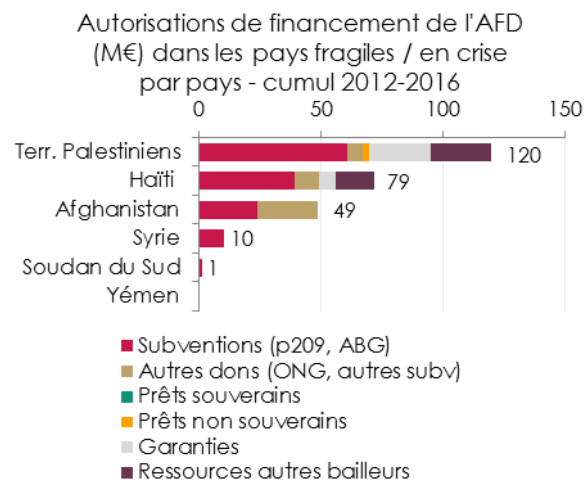 Autorisations de financement de l'AFD
(M€) dans les pays fragiles / en crise
par pays - cumul 2012-2016
0 50 100 150
Terr. Palestiniens 120
Haïti 79
Afghanistan 49
Syrie 10
Soudan du Sud 1
Yémen
Subventions (p209, ABG)
Autres dons (ONG, autres subv)
Prêts souverains
Prêts non souverains
Garanties
Ressources autres bailleurs